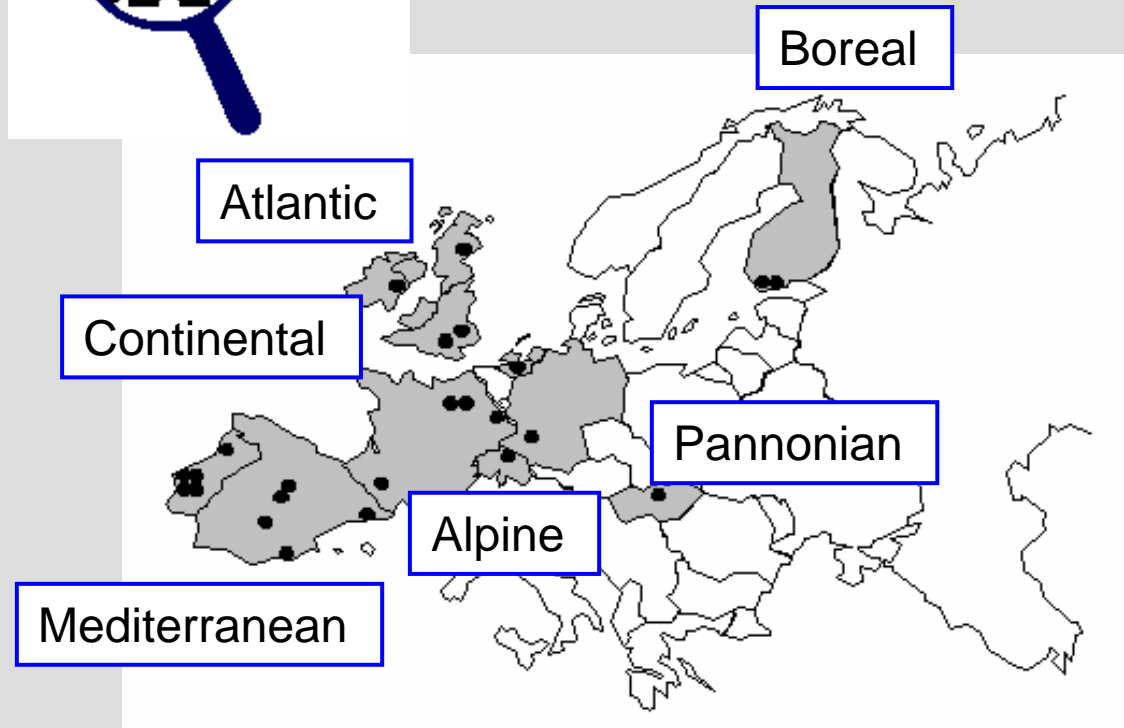 Boreal
Atlantic
Continental
Pannonian
Alpine
Mediterranean